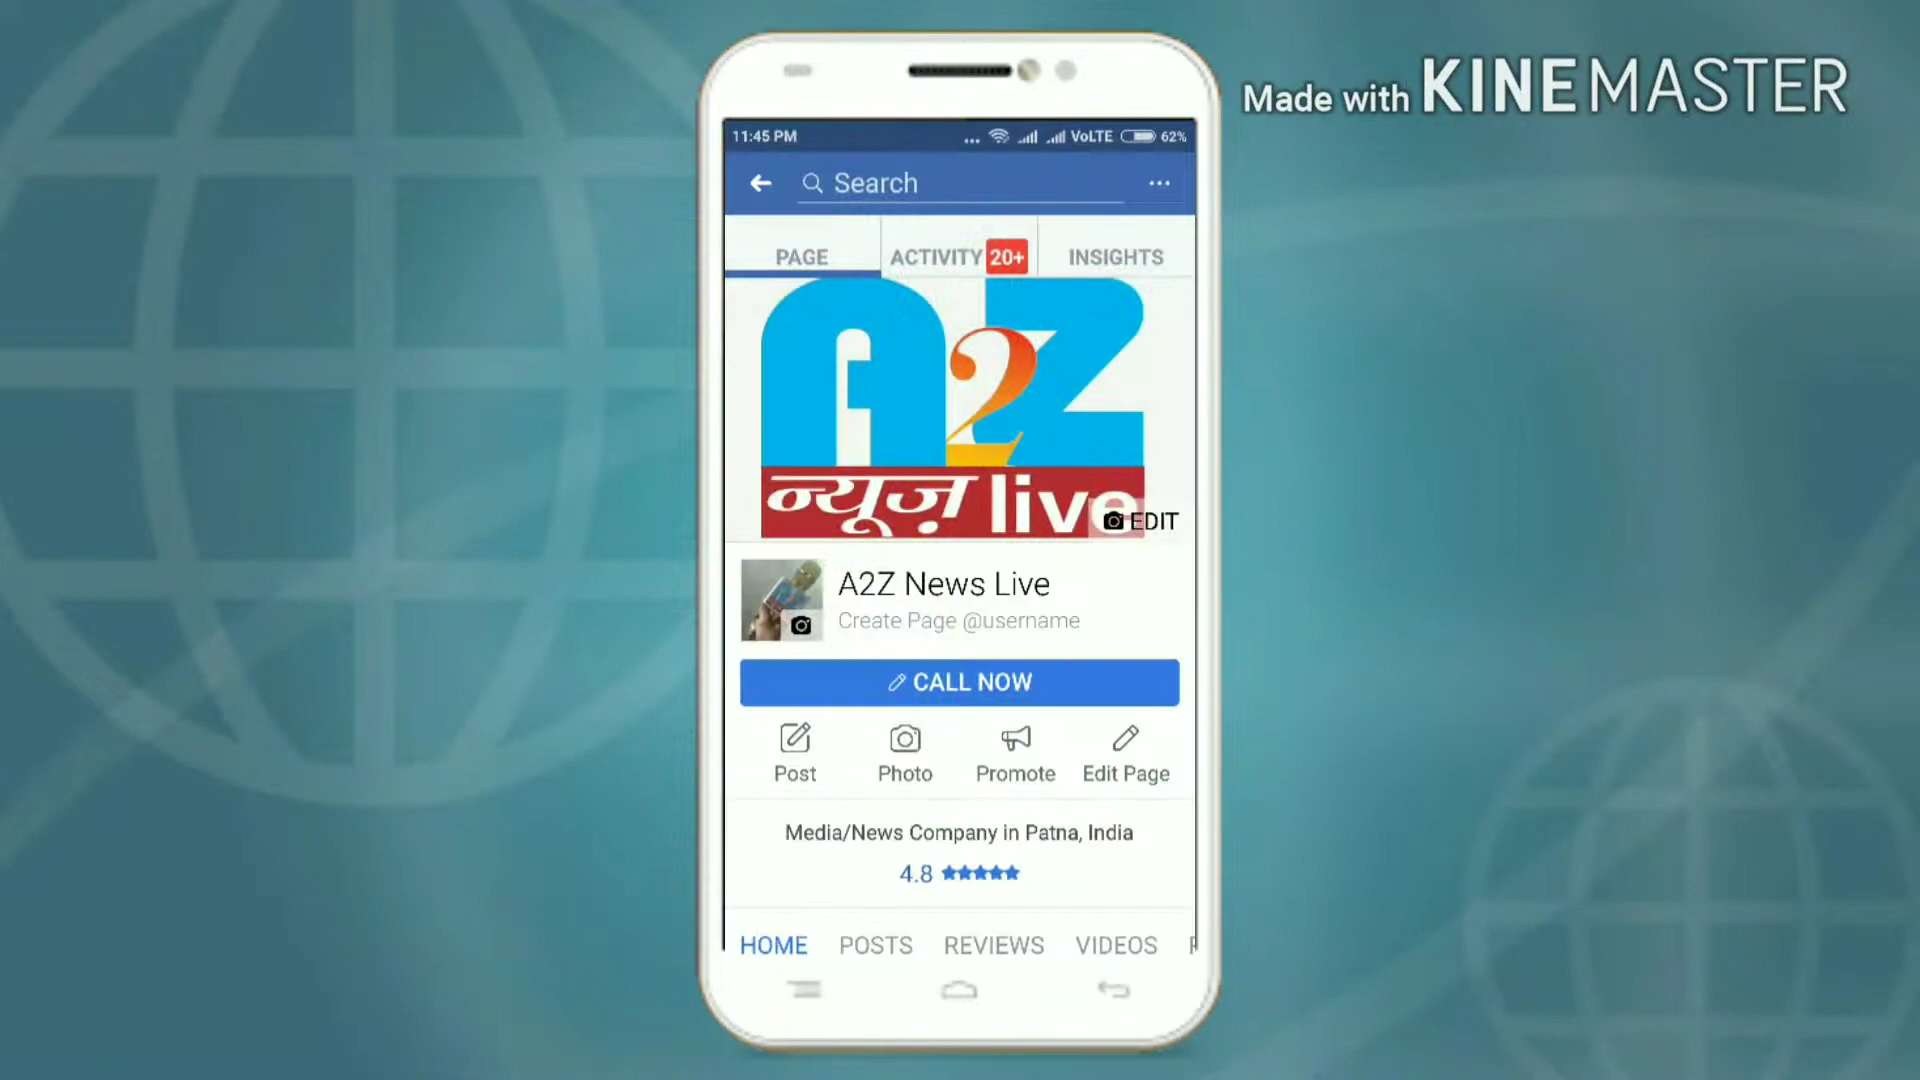 Made with KINEMASTER
11:45 PM ... VoLTE 62%
Search
PAGE ACTIVITY 20+ INSIGHTS
A2Z
न्यूज़ live
EDIT
A2Z News Live
Create Page @username
CALL NOW
Post Photo Promote Edit Page
Media/News Company in Patna, India
4.8
HOME POSTS REVIEWS VIDEOS